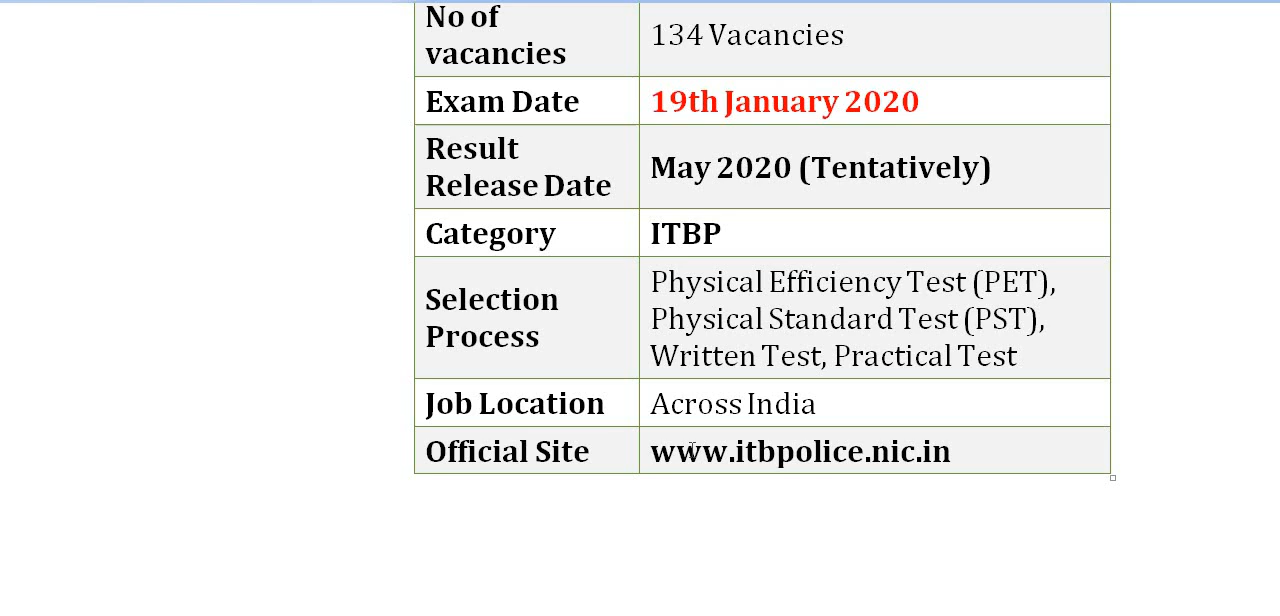 No of
vacancies
134 Vacancies
Exam Date
19th January 2020
Result
Release Date
May 2020 (Tentatively)
Category
ITBP
Selection
Process
Physical Efficiency Test (PET),
Physical Standard Test (PST),
Written Test, Practical Test
Job Location
Across India
Official Site
www.itbpolice.nic.in